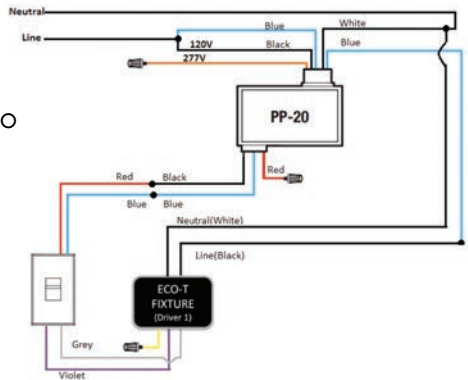 Neutral
Blue
White
Line
120V
Black
Blue
277V
PP-20
Red
Black
Red
Blue
Blue
Neutral(White)
Line(Black)
ECO-T
FIXTURE
(Driver 1)
Grey
Violet